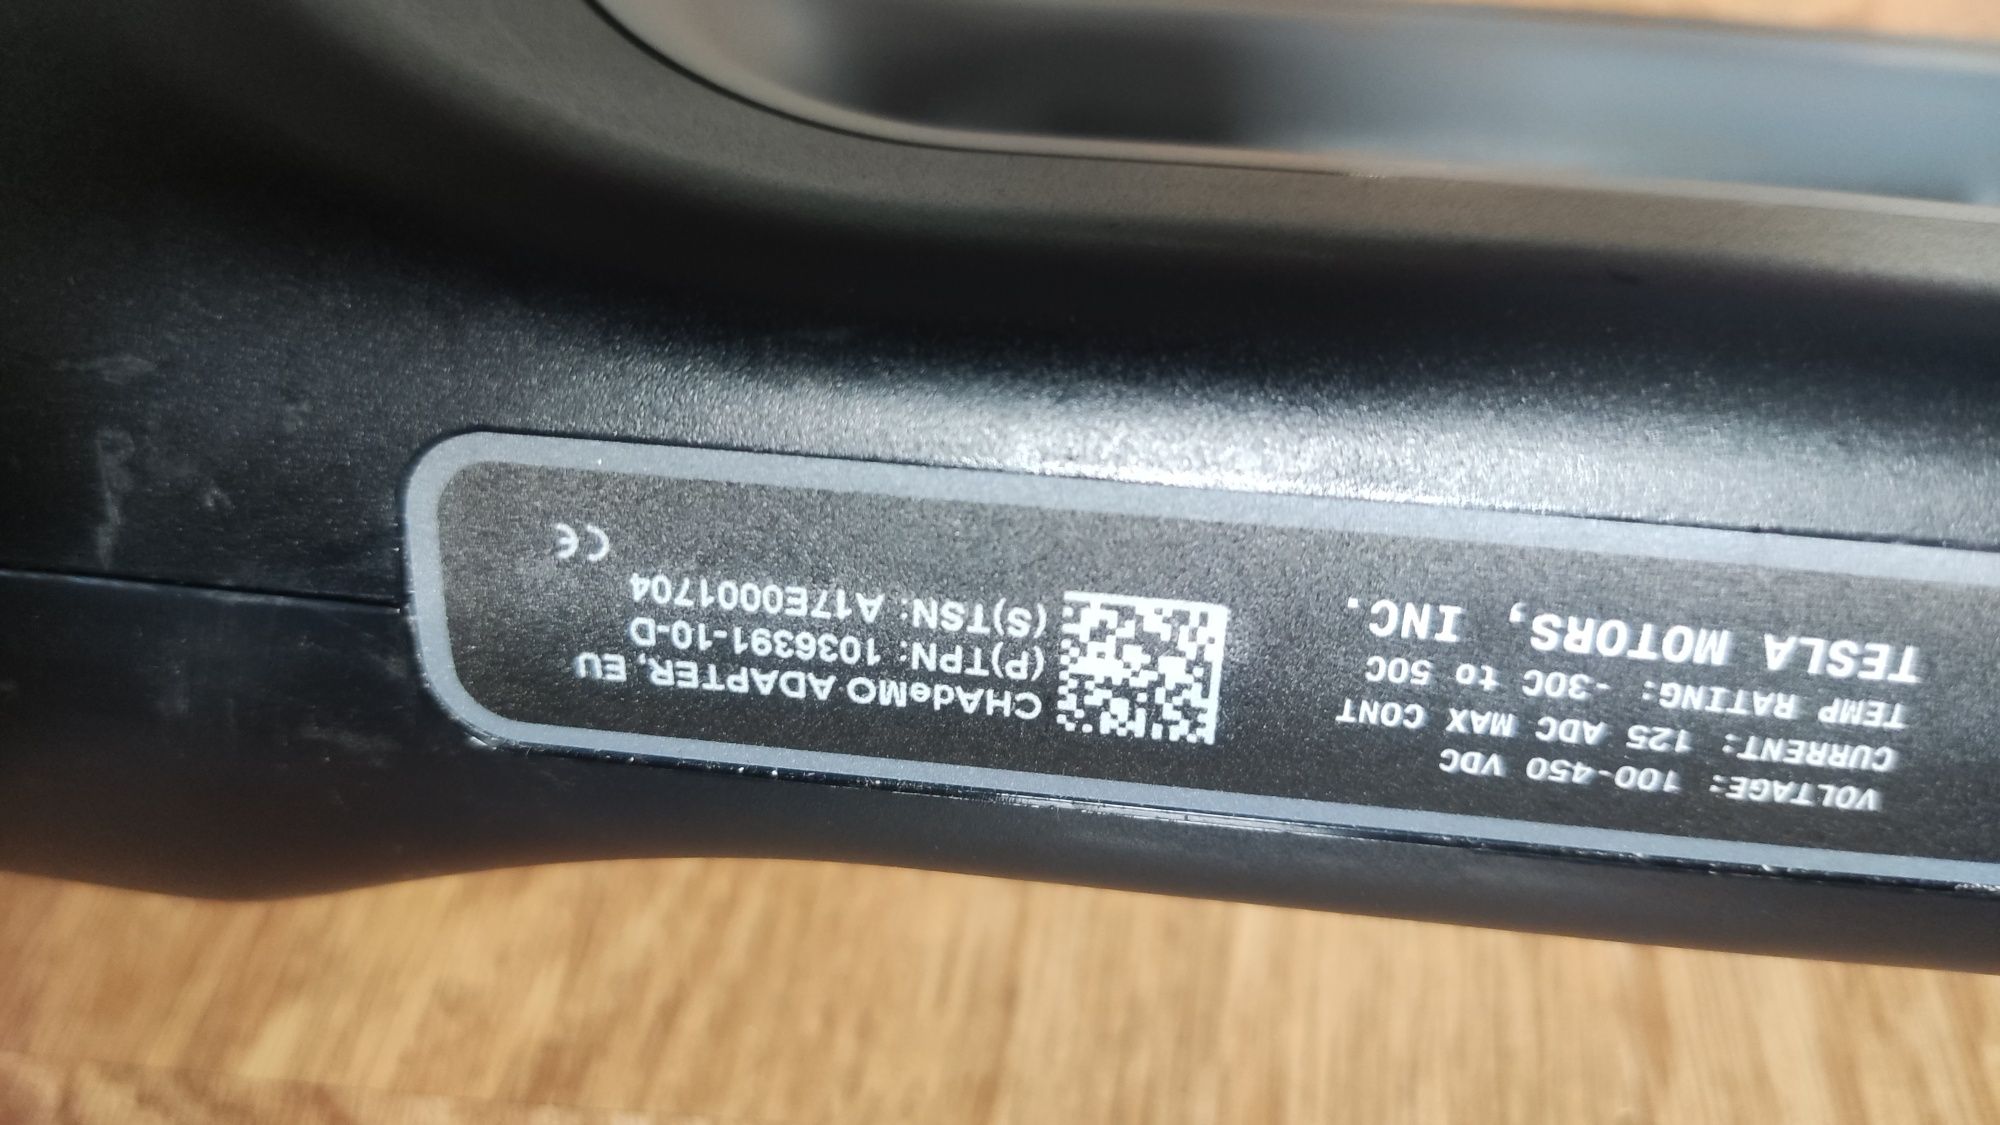 VOLTAGE: 100-450 VDC
CURRENT: 125 ADC MAX CONT
TEMP RATING: -30C to 50C
TESLA MOTORS, INC.
CHAdeMO ADAPTER, EU
(P)TPN: 1036391-10-D
(S)TSN: A17E0001704
CE